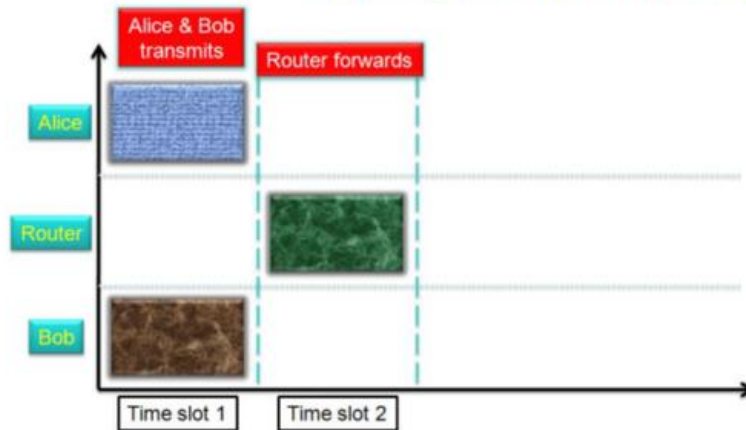 Alice & Bob
transmits
Router forwards
Alice
Router
Bob
Time slot 1
Time slot 2